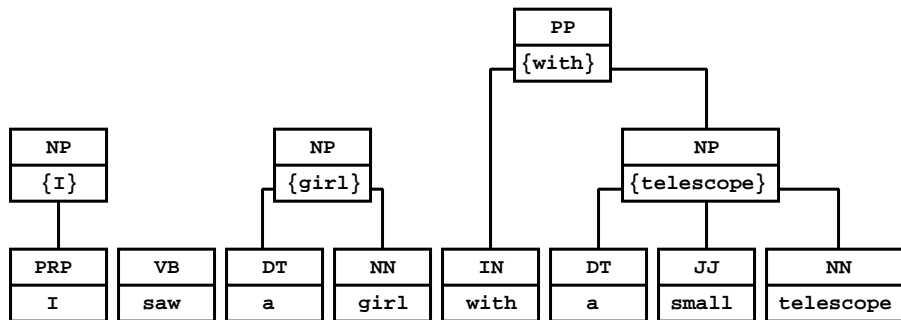 PP
{with}
NP NP NP
{I} {girl} {telescope}
PRP VB DT NN IN DT JJ NN
I saw a girl with a small telescope